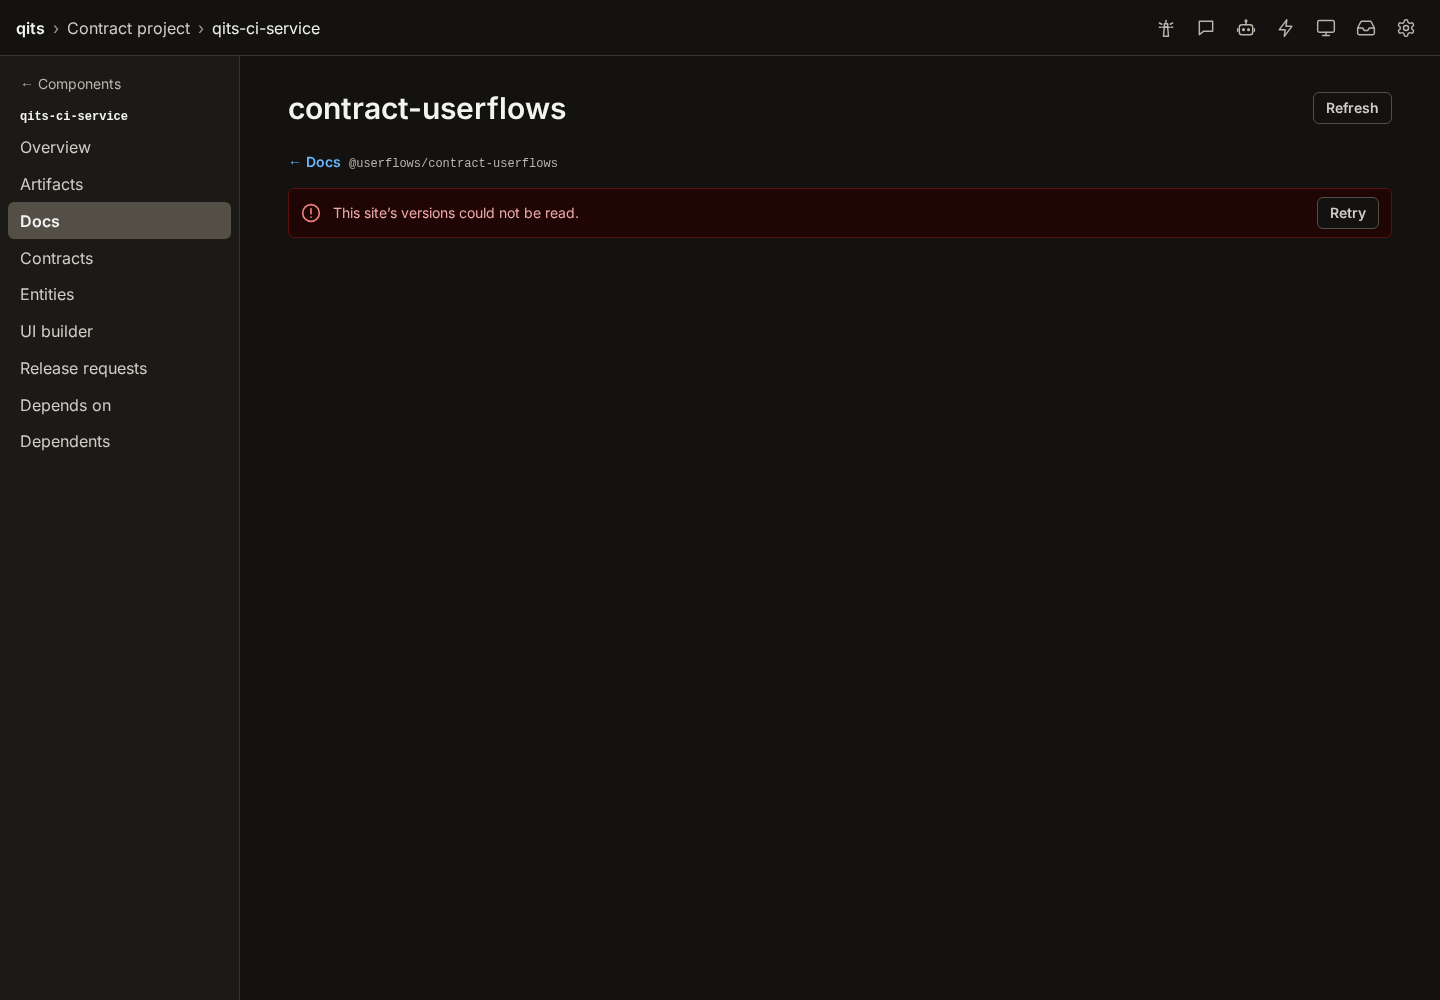 qits › Contract project › qits-ci-service
← Components
qits-ci-service
Overview
Artifacts
Docs
Contracts
Entities
UI builder
Release requests
Depends on
Dependents
contract-userflows
Refresh
← Docs @userflows/contract-userflows
This site’s versions could not be read.
Retry